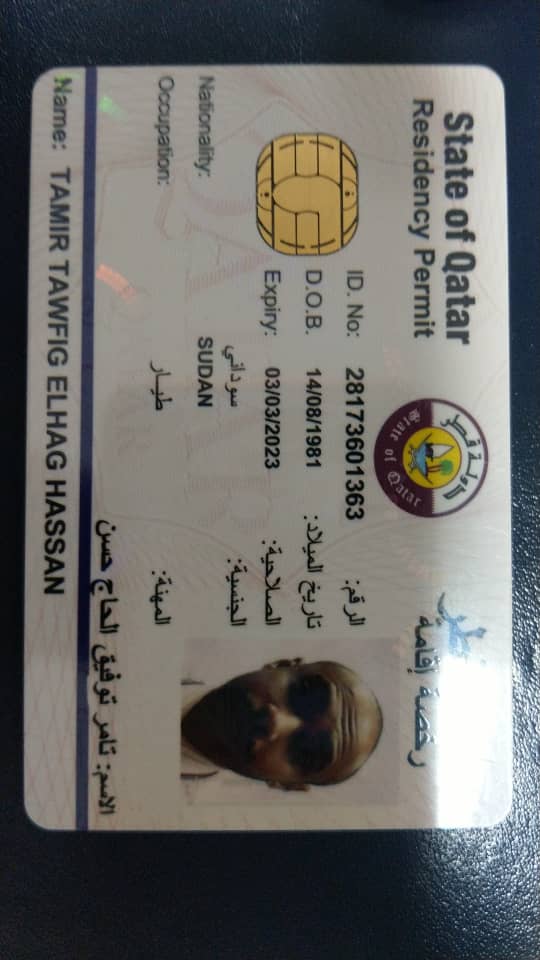 State of Qatar
Residency Permit
دولة قطر
State of Qatar
رخصة إقامة
ID. No: 28173601363 الرقم:
D.O.B. 14/08/1981 تاريخ الميلاد:
Expiry: 03/03/2023 الصلاحية:
سوداني الجنسية:
Nationality: SUDAN
Occupation: طيار المهنة:
الاسم: تامر توفيق الحاج حسن
Name: TAMIR TAWFIG ELHAG HASSAN